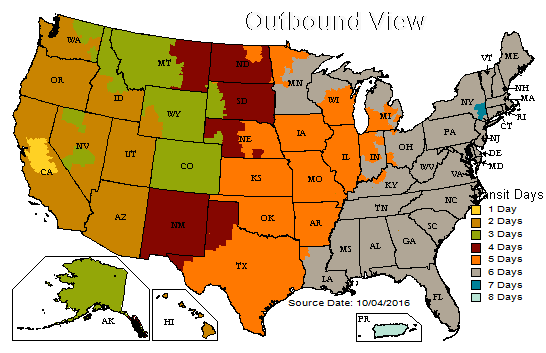 Outbound View
WA
MT
ND
MN
ME
VT
OR
ID
SD
WI
MI
NY
NH
MA
RI
CT
WY
NE
IA
PA
NJ
DE
MD
NV
UT
CO
IL
IN
OH
WV
VA
CA
KS
MO
KY
NC
AZ
NM
OK
AR
TN
SC
TX
MS
AL
GA
LA
FL
AK
HI
PR
ansit Days
1 Day
2 Days
3 Days
4 Days
5 Days
6 Days
7 Days
8 Days
Source Date: 10/04/2016